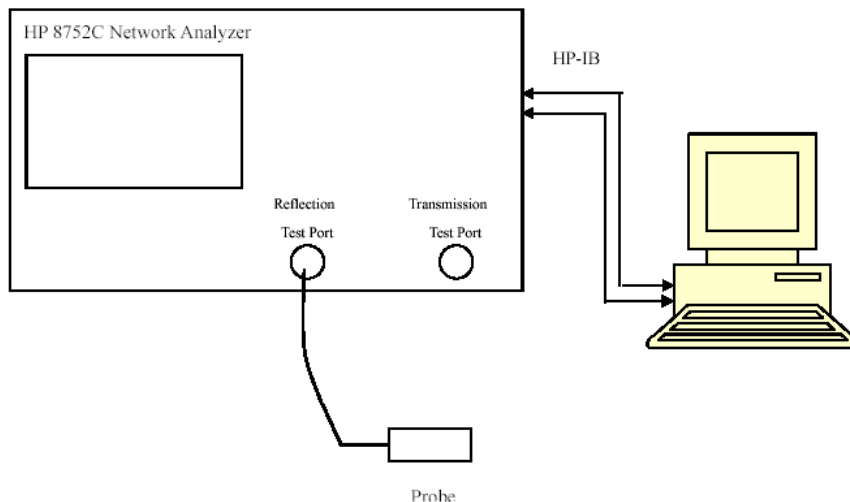 HP 8752C Network Analyzer
HP-IB
Reflection
Test Port
Transmission
Test Port
Probe